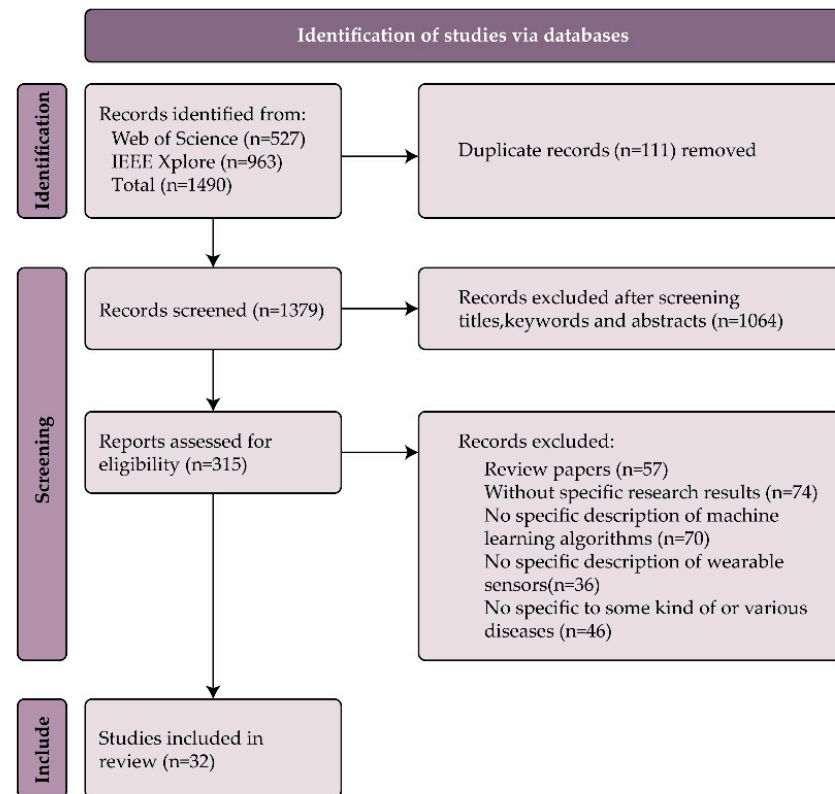 Identification of studies via databases
Identification
Records identified from:
Web of Science (n=527)
IEEE Xplore (n=963)
Total (n=1490)
Duplicate records (n=111) removed
Screening
Records screened (n=1379)
Records excluded after screening
titles,keywords and abstracts (n=1064)
Reports assessed for
eligibility (n=315)
Records excluded:
Review papers (n=57)
Without specific research results (n=74)
No specific description of machine
learning algorithms (n=70)
No specific description of wearable
sensors(n=36)
No specific to some kind of or various
diseases (n=46)
Include
Studies included in
review (n=32)